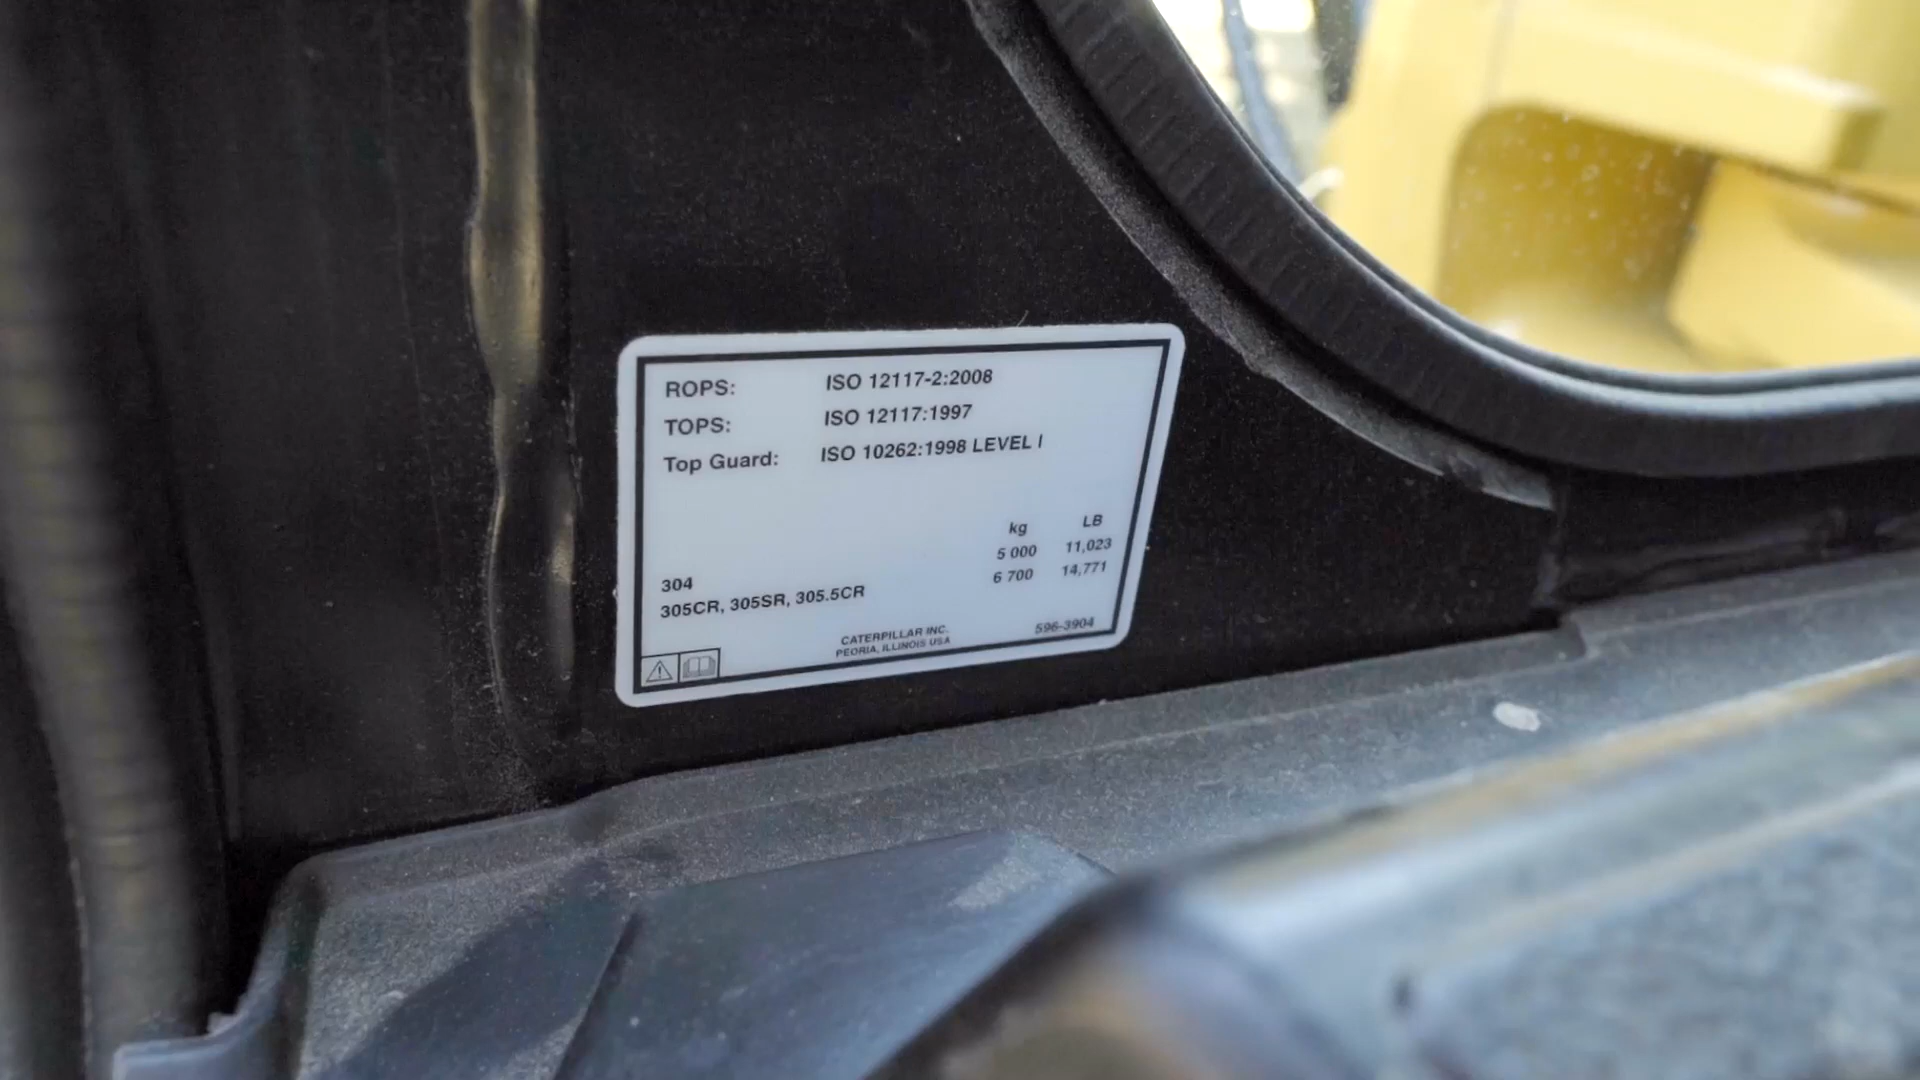 ROPS: ISO 12117-2:2008
TOPS: ISO 12117:1997
Top Guard: ISO 10262:1998 LEVEL I
kg LB
304 5 000 11,023
305CR, 305SR, 305.5CR 6 700 14,771
CATERPILLAR INC.
PEORIA, ILLINOIS USA
596-3904